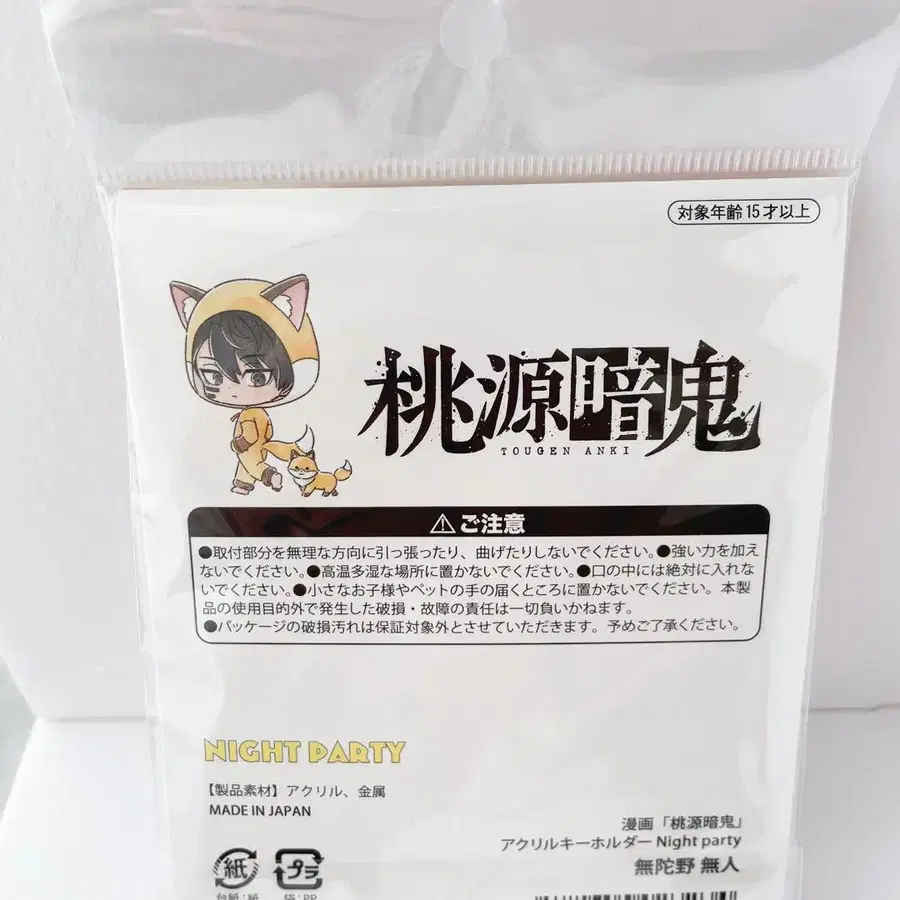 対象年齢15才以上
桃源暗鬼
TOUGEN ANKI
⚠ご注意
●取付部分を無理な方向に引っ張ったり、曲げたりしないでください。●強い力を加え
ないでください。●高温多湿な場所に置かないでください。●口の中には絶対に入れな
いでください。●小さなお子様やペットの手の届くところに置かないでください。本製
品の使用目的外で発生した破損・故障の責任は一切負いかねます。
●パッケージの破損汚れは保証対象外とさせていただきます。予めご了承ください。
NIGHT PARTY
【製品素材】アクリル、金属
MADE IN JAPAN
漫画「桃源暗鬼」
アクリルキーホルダー Night party
無陀野 無人
紙
プラ
台紙:紙
袋:PP